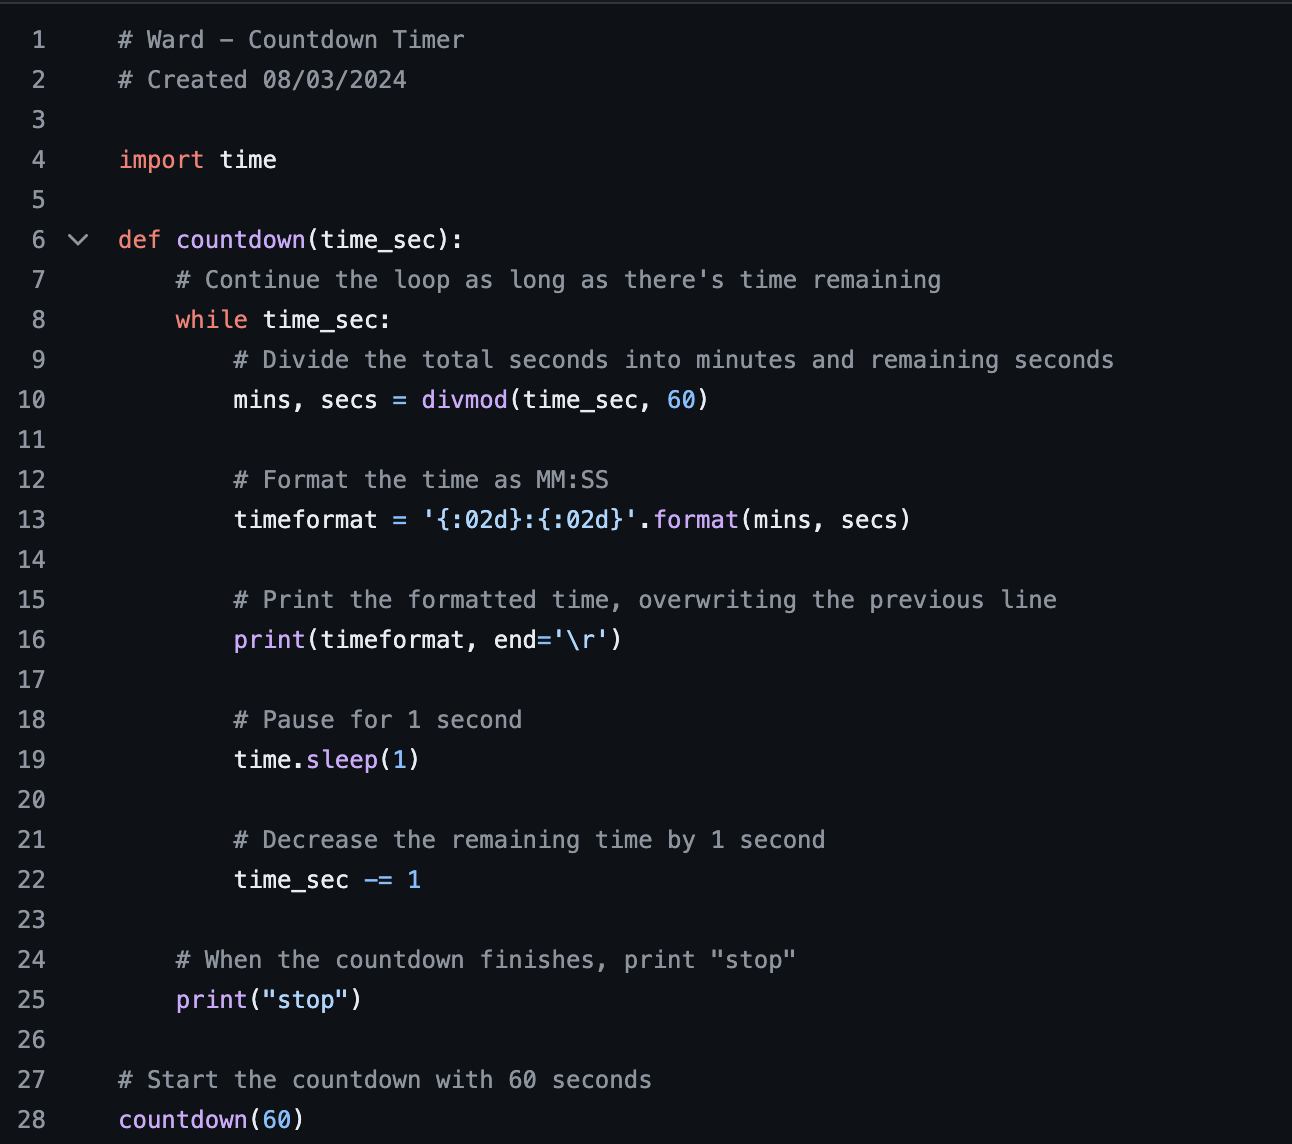 1 # Ward – Countdown Timer
2 # Created 08/03/2024
3
4 import time
5
6 def countdown(time_sec):
7     # Continue the loop as long as there's time remaining
8     while time_sec:
9         # Divide the total seconds into minutes and remaining seconds
10         mins, secs = divmod(time_sec, 60)
11
12         # Format the time as MM:SS
13         timeformat = '{:02d}:{:02d}'.format(mins, secs)
14
15         # Print the formatted time, overwriting the previous line
16         print(timeformat, end='\r')
17
18         # Pause for 1 second
19         time.sleep(1)
20
21         # Decrease the remaining time by 1 second
22         time_sec -= 1
23
24     # When the countdown finishes, print "stop"
25     print("stop")
26
27 # Start the countdown with 60 seconds
28 countdown(60)